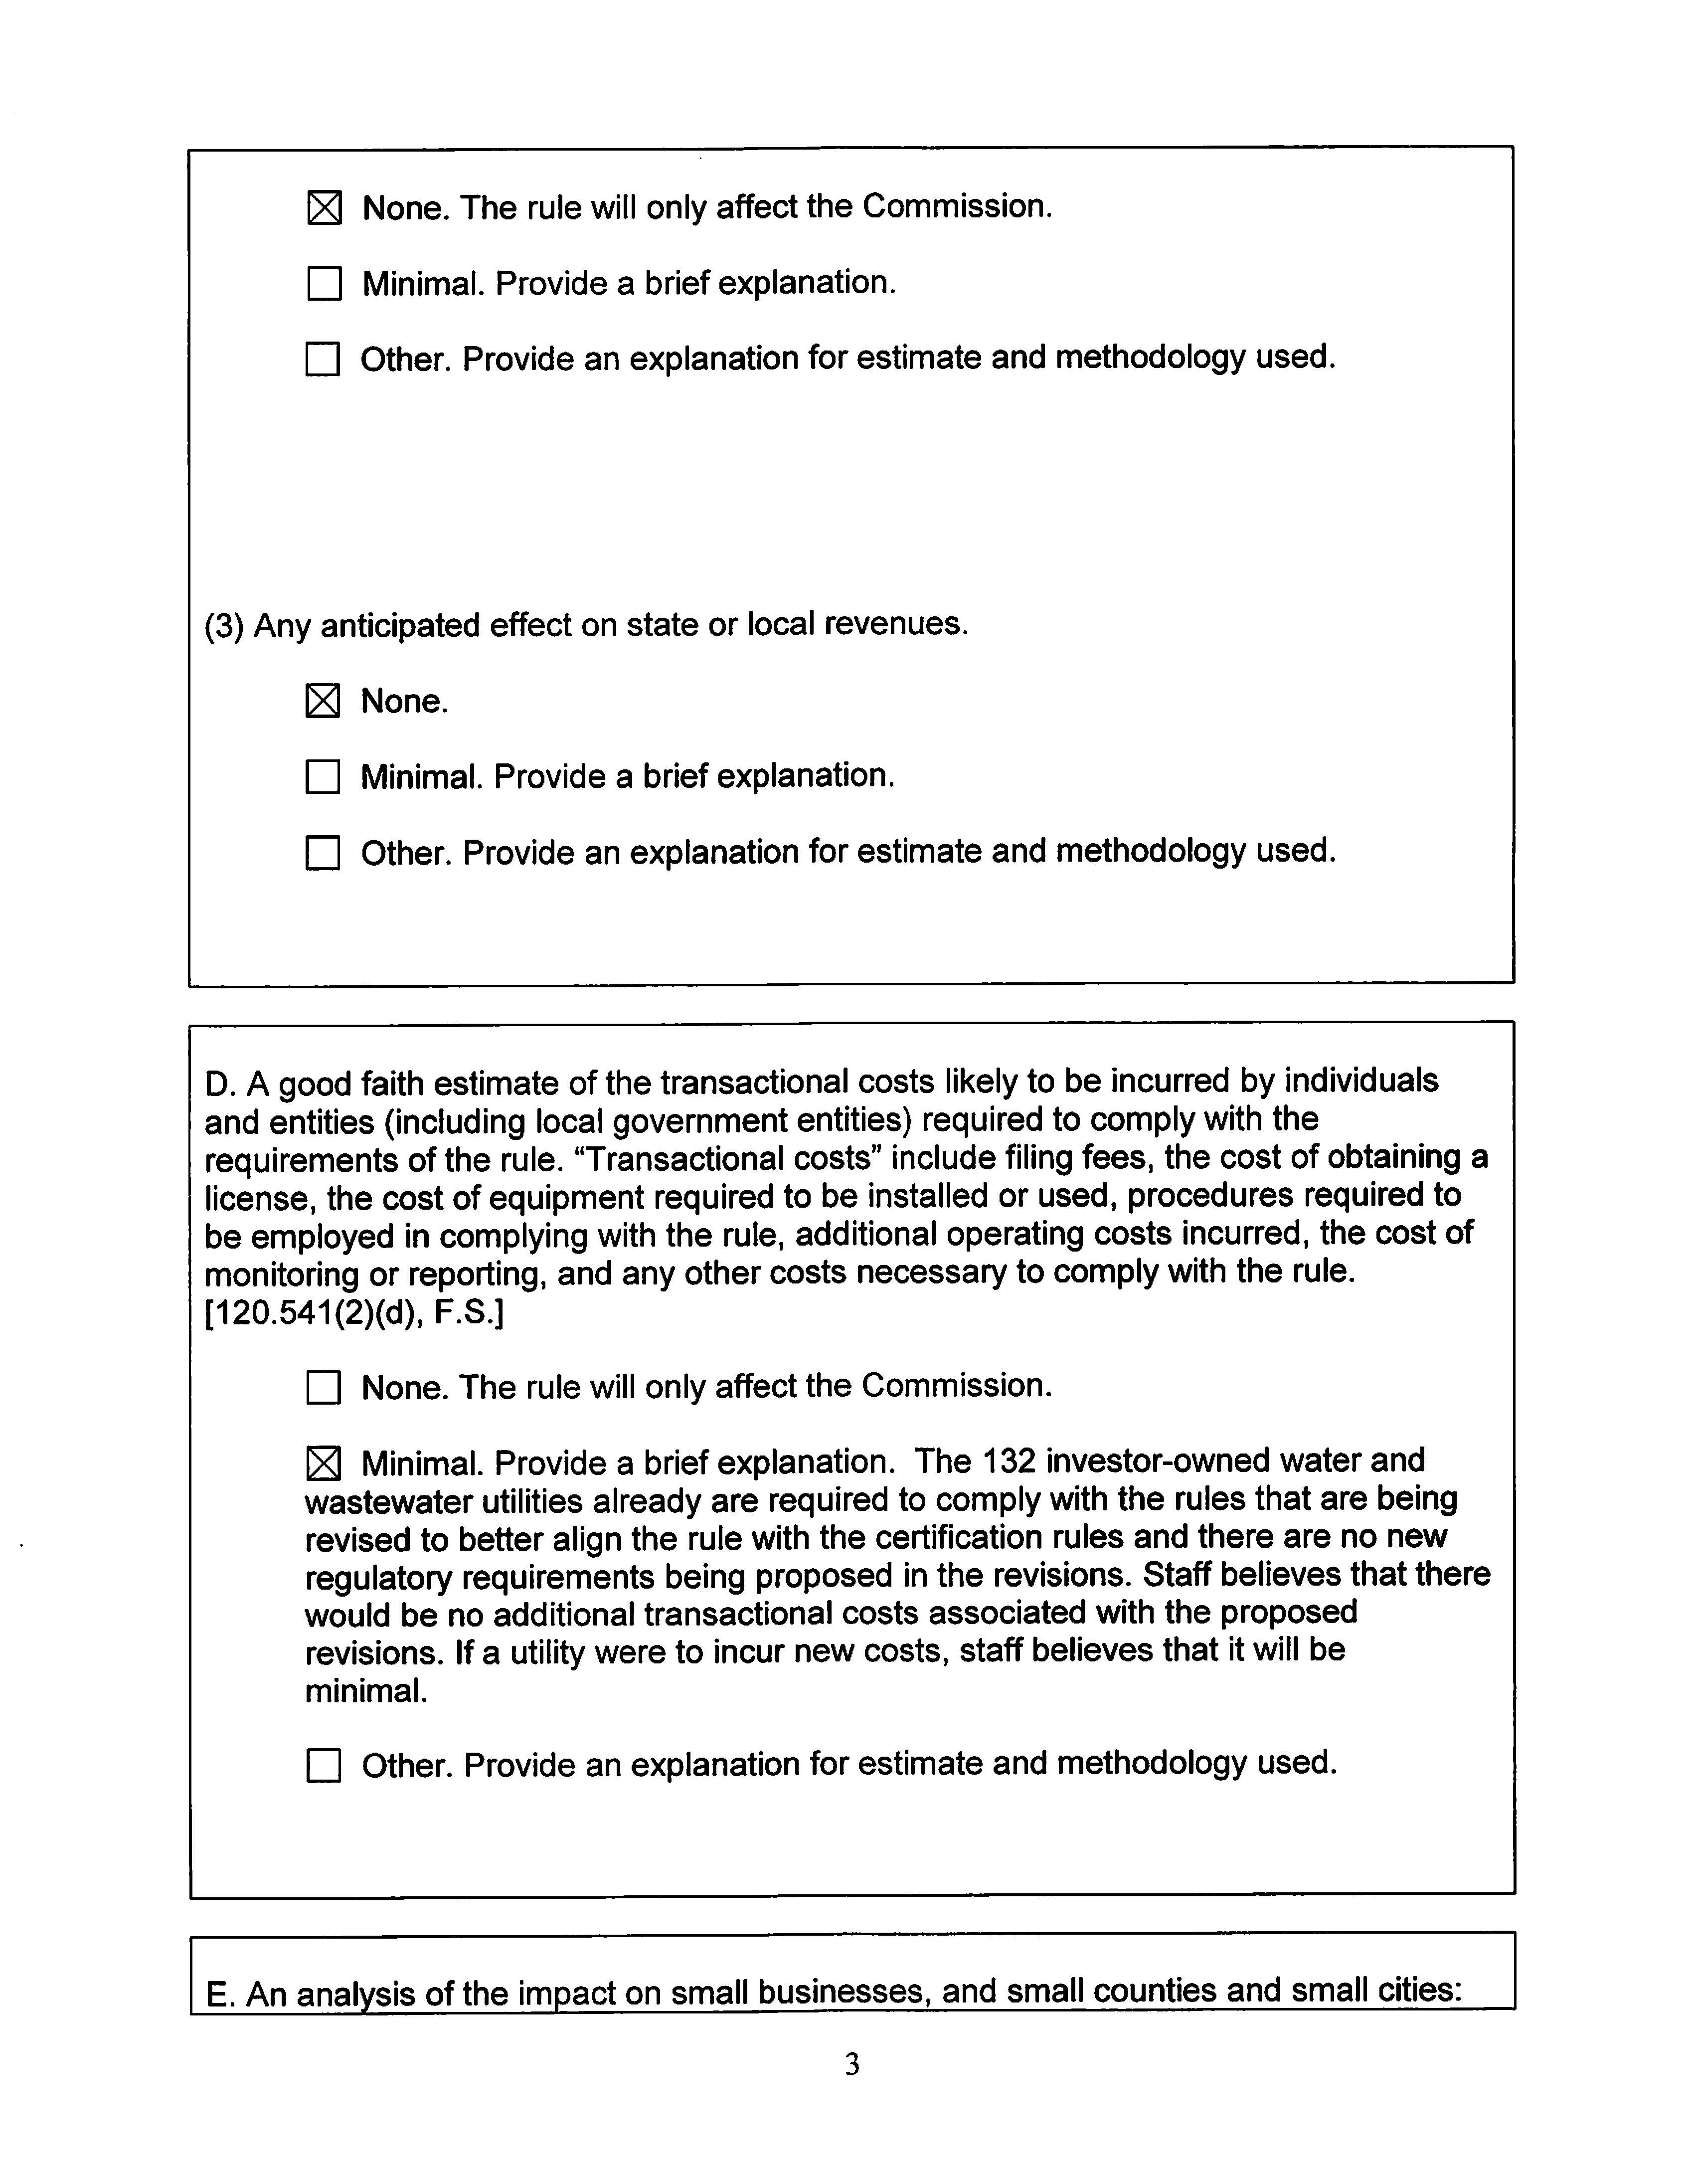 ☒ None. The rule will only affect the Commission.
☐ Minimal. Provide a brief explanation.
☐ Other. Provide an explanation for estimate and methodology used.
(3) Any anticipated effect on state or local revenues.
☒ None.
☐ Minimal. Provide a brief explanation.
☐ Other. Provide an explanation for estimate and methodology used.
D. A good faith estimate of the transactional costs likely to be incurred by individuals
and entities (including local government entities) required to comply with the
requirements of the rule. “Transactional costs” include filing fees, the cost of obtaining a
license, the cost of equipment required to be installed or used, procedures required to
be employed in complying with the rule, additional operating costs incurred, the cost of
monitoring or reporting, and any other costs necessary to comply with the rule.
[120.541(2)(d), F.S.]
☐ None. The rule will only affect the Commission.
☒ Minimal. Provide a brief explanation. The 132 investor-owned water and
wastewater utilities already are required to comply with the rules that are being
revised to better align the rule with the certification rules and there are no new
regulatory requirements being proposed in the revisions. Staff believes that there
would be no additional transactional costs associated with the proposed
revisions. If a utility were to incur new costs, staff believes that it will be
minimal.
☐ Other. Provide an explanation for estimate and methodology used.
E. An analysis of the impact on small businesses, and small counties and small cities:
3